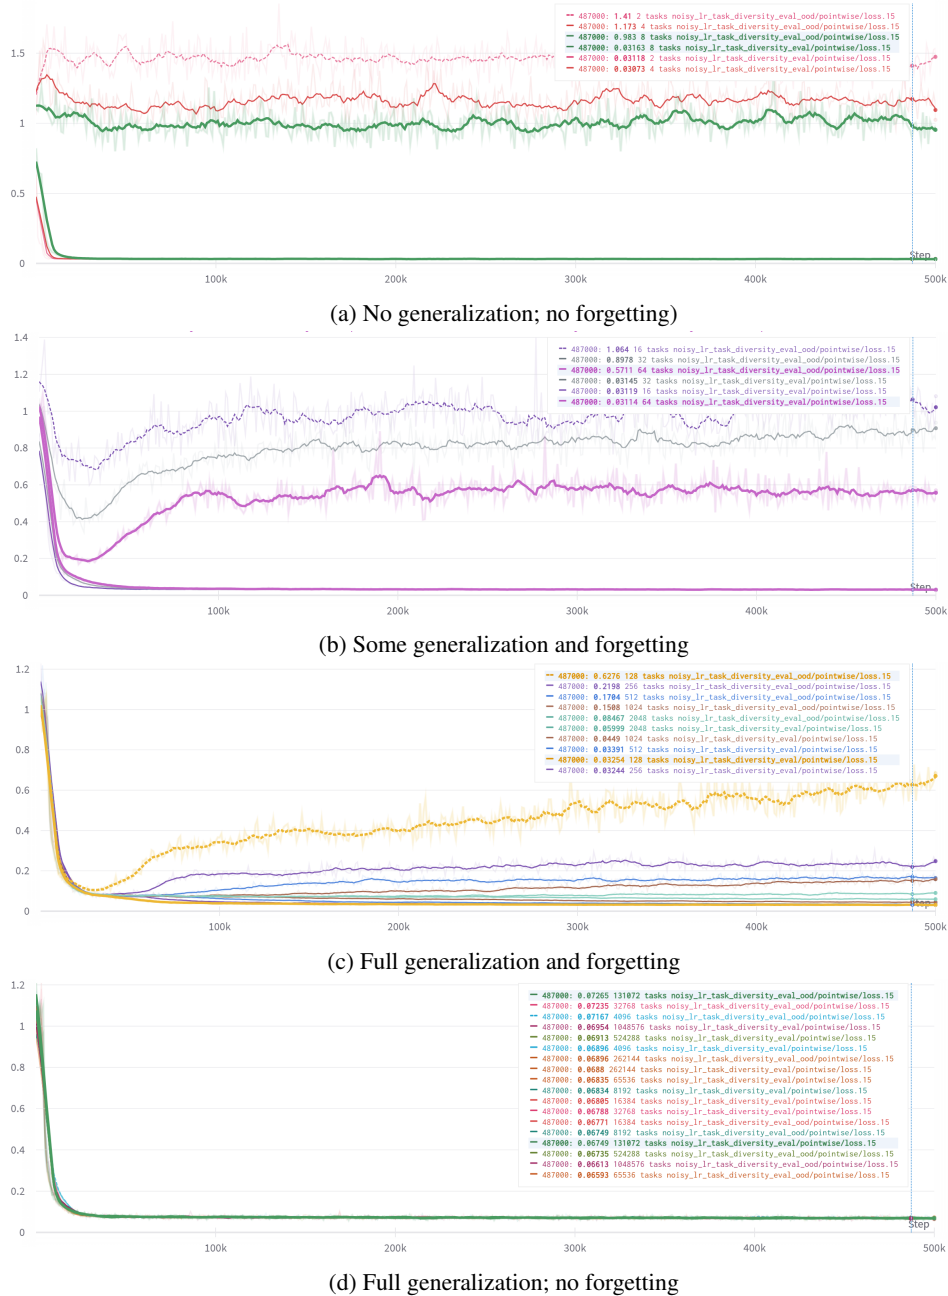 487000: 1.41 2 tasks noisy_lr_task_diversity_eval_ood/pointwise/loss.15
487000: 1.173 4 tasks noisy_lr_task_diversity_eval_ood/pointwise/loss.15
487000: 0.983 8 tasks noisy_lr_task_diversity_eval_ood/pointwise/loss.15
487000: 0.03163 8 tasks noisy_lr_task_diversity_eval/pointwise/loss.15
487000: 0.03118 2 tasks noisy_lr_task_diversity_eval/pointwise/loss.15
487000: 0.03073 4 tasks noisy_lr_task_diversity_eval/pointwise/loss.15
1.5
1
0.5
0
Step
100k
200k
300k
400k
500k
(a) No generalization; no forgetting)
1.4
487000: 1.064 16 tasks noisy_lr_task_diversity_eval_ood/pointwise/loss.15
487000: 0.8978 32 tasks noisy_lr_task_diversity_eval_ood/pointwise/loss.15
487000: 0.5711 64 tasks noisy_lr_task_diversity_eval_ood/pointwise/loss.15
487000: 0.03145 32 tasks noisy_lr_task_diversity_eval/pointwise/loss.15
487000: 0.03119 16 tasks noisy_lr_task_diversity_eval/pointwise/loss.15
487000: 0.03114 64 tasks noisy_lr_task_diversity_eval/pointwise/loss.15
1.2
1
0.8
0.6
0.4
0.2
0
Step
100k
200k
300k
400k
500k
(b) Some generalization and forgetting
1.2
487000: 0.6276 128 tasks noisy_lr_task_diversity_eval_ood/pointwise/loss.15
487000: 0.2198 256 tasks noisy_lr_task_diversity_eval_ood/pointwise/loss.15
487000: 0.1704 512 tasks noisy_lr_task_diversity_eval_ood/pointwise/loss.15
487000: 0.1508 1024 tasks noisy_lr_task_diversity_eval_ood/pointwise/loss.15
487000: 0.08467 2048 tasks noisy_lr_task_diversity_eval_ood/pointwise/loss.15
487000: 0.05999 2048 tasks noisy_lr_task_diversity_eval/pointwise/loss.15
487000: 0.0449 1024 tasks noisy_lr_task_diversity_eval/pointwise/loss.15
487000: 0.03391 512 tasks noisy_lr_task_diversity_eval/pointwise/loss.15
487000: 0.03254 128 tasks noisy_lr_task_diversity_eval/pointwise/loss.15
487000: 0.03244 256 tasks noisy_lr_task_diversity_eval/pointwise/loss.15
1
0.8
0.6
0.4
0.2
0
Step
100k
200k
300k
400k
500k
(c) Full generalization and forgetting
1.2
487000: 0.07265 131072 tasks noisy_lr_task_diversity_eval_ood/pointwise/loss.15
487000: 0.07235 32768 tasks noisy_lr_task_diversity_eval_ood/pointwise/loss.15
487000: 0.07167 4096 tasks noisy_lr_task_diversity_eval_ood/pointwise/loss.15
487000: 0.06954 1048576 tasks noisy_lr_task_diversity_eval/pointwise/loss.15
487000: 0.06913 524288 tasks noisy_lr_task_diversity_eval/pointwise/loss.15
487000: 0.06896 4096 tasks noisy_lr_task_diversity_eval/pointwise/loss.15
487000: 0.06896 262144 tasks noisy_lr_task_diversity_eval_ood/pointwise/loss.15
487000: 0.0688 262144 tasks noisy_lr_task_diversity_eval/pointwise/loss.15
487000: 0.06835 65536 tasks noisy_lr_task_diversity_eval/pointwise/loss.15
487000: 0.06834 8192 tasks noisy_lr_task_diversity_eval/pointwise/loss.15
487000: 0.06805 16384 tasks noisy_lr_task_diversity_eval_ood/pointwise/loss.15
487000: 0.06788 32768 tasks noisy_lr_task_diversity_eval/pointwise/loss.15
487000: 0.06771 16384 tasks noisy_lr_task_diversity_eval/pointwise/loss.15
487000: 0.06749 8192 tasks noisy_lr_task_diversity_eval_ood/pointwise/loss.15
487000: 0.06749 131072 tasks noisy_lr_task_diversity_eval/pointwise/loss.15
487000: 0.06735 524288 tasks noisy_lr_task_diversity_eval_ood/pointwise/loss.15
487000: 0.06613 1048576 tasks noisy_lr_task_diversity_eval_ood/pointwise/loss.15
487000: 0.06593 65536 tasks noisy_lr_task_diversity_eval_ood/pointwise/loss.15
1
0.8
0.6
0.4
0.2
0
Step
100k
200k
300k
400k
500k
(d) Full generalization; no forgetting